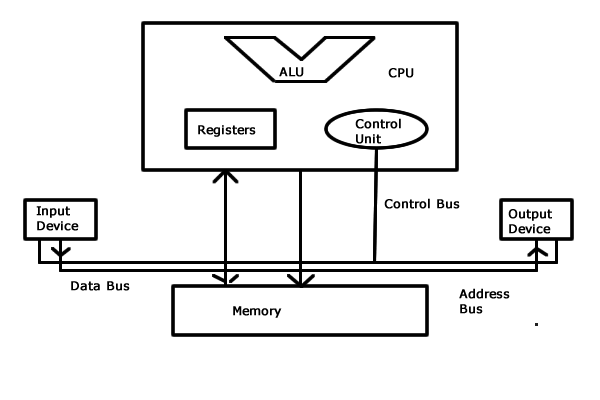 ALU
CPU
Registers
Control
Unit
Input
Device
Control Bus
Output
Device
Data Bus
Address
Bus
Memory